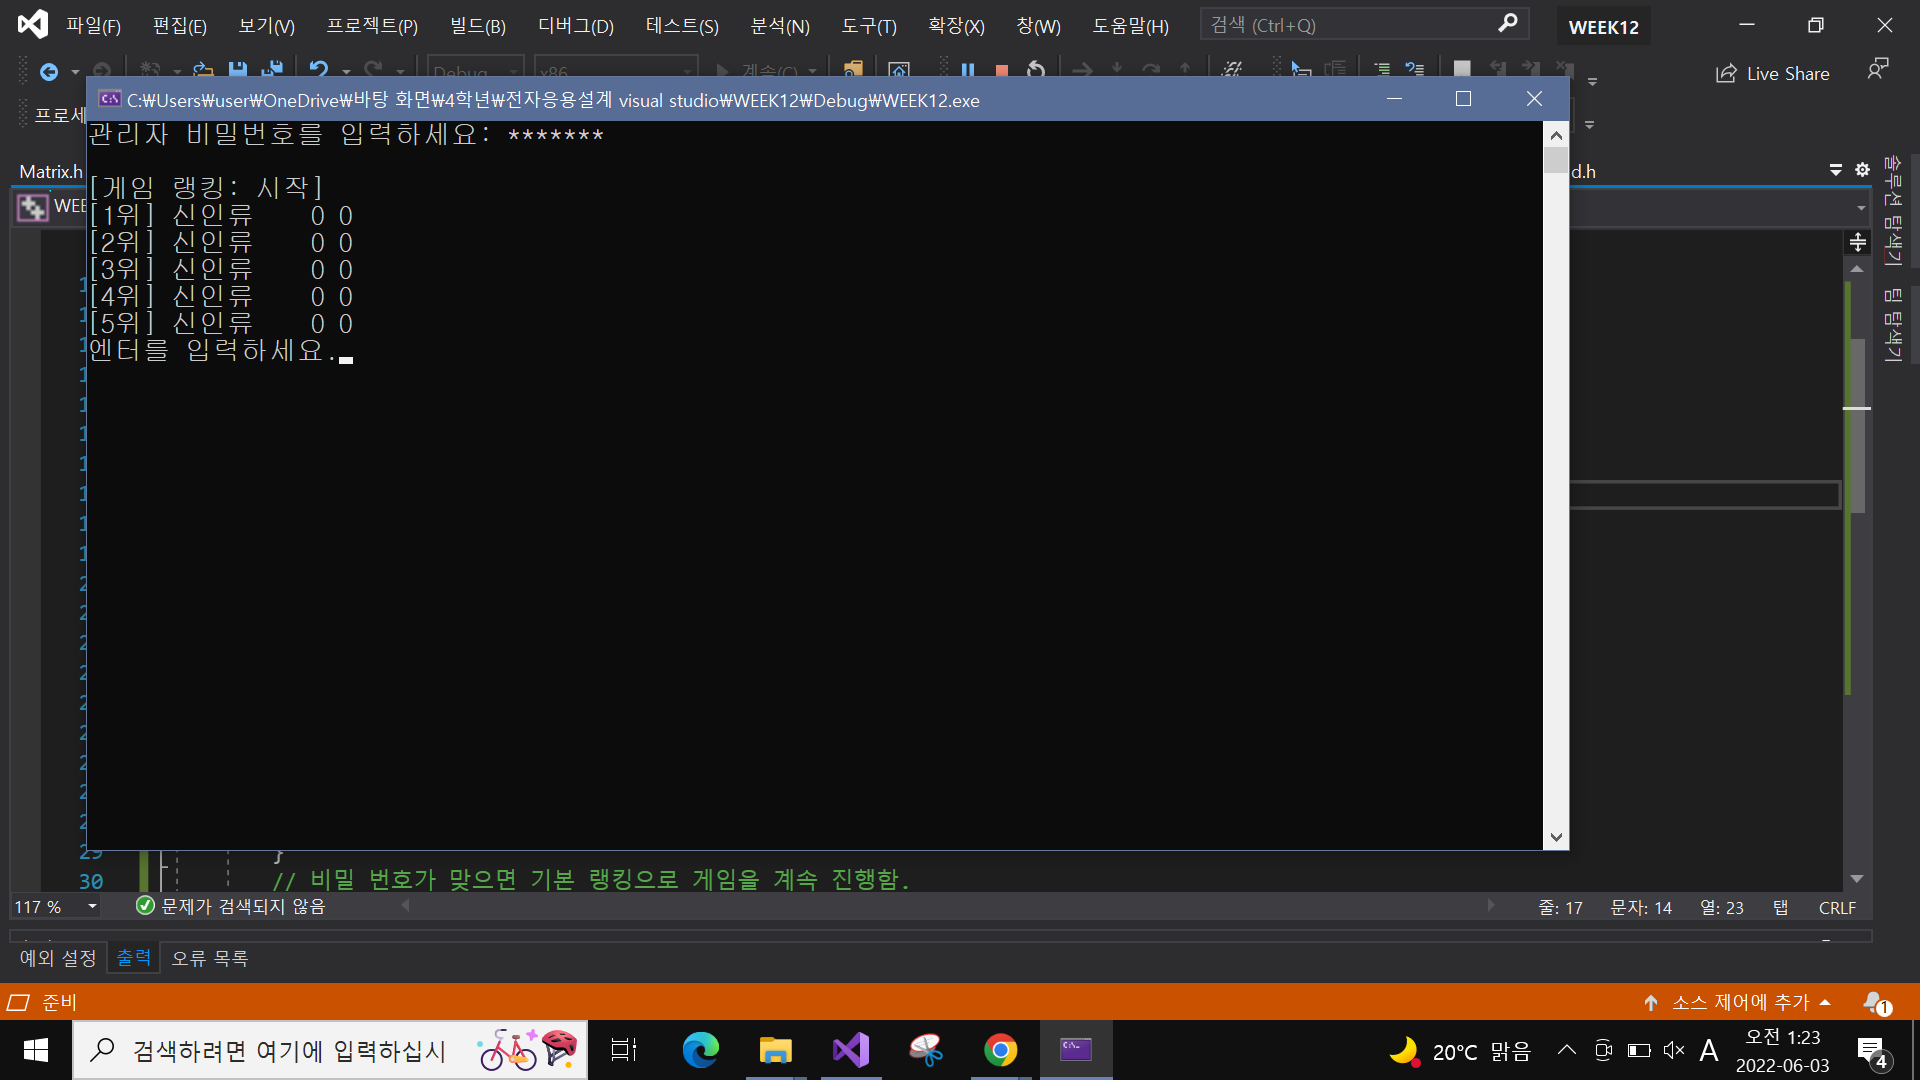 파일(F) 편집(E) 보기(V) 프로젝트(P) 빌드(B) 디버그(D) 테스트(S) 분석(N) 도구(T) 확장(X) 창(W) 도움말(H) 검색 (Ctrl+Q) WEEK12
Debug x86 계속(C) Live Share
C:₩Users₩user₩OneDrive₩바탕 화면₩4학년₩전자응용설계 visual studio₩WEEK12₩Debug₩WEEK12.exe
프로세
관리자 비밀번호를 입력하세요: *******
Matrix.h
d.h
[게임 랭킹: 시작]
WEE
[1위] 신인류 0 0
[2위] 신인류 0 0
[3위] 신인류 0 0
[4위] 신인류 0 0
[5위] 신인류 0 0
엔터를 입력하세요.
솔루션 탐색기
팀 탐색기
29 }
30 // 비밀 번호가 맞으면 기본 랭킹으로 게임을 계속 진행함.
117 % 문제가 검색되지 않음 줄: 17 문자: 14 열: 23 탭 CRLF
예외 설정 출력 오류 목록
준비 소스 제어에 추가 1
검색하려면 여기에 입력하십시 20°C 맑음 A 오전 1:23
2022-06-03 4